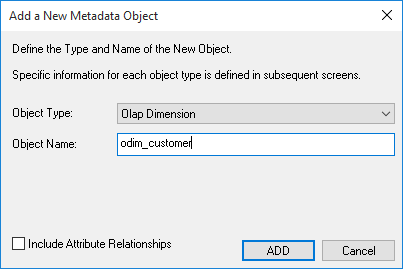 Add a New Metadata Object
Define the Type and Name of the New Object.
Specific information for each object type is defined in subsequent screens.
Object Type: Olap Dimension
Object Name: odim_customer
Include Attribute Relationships ADD Cancel